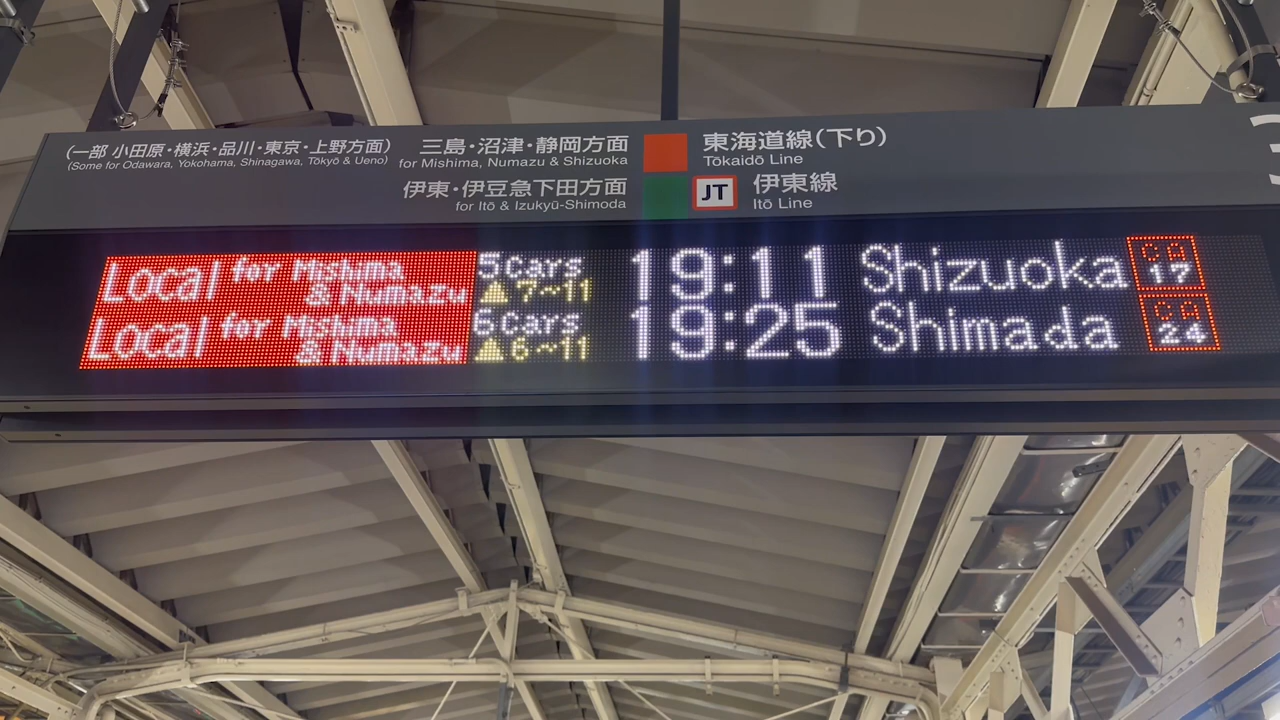 (一部 小田原・横浜・品川・東京・上野方面) 三島・沼津・静岡方面 東海道線(下り)
(Some for Odawara, Yokohama, Shinagawa, Tōkyō & Ueno) for Mishima, Numazu & Shizuoka Tōkaidō Line
伊東・伊豆急下田方面 JT 伊東線
for Itō & Izukyū-Shimoda Itō Line
Local for Mishima & Numazu 5cars ▲7~11 19:11 Shizuoka CA 17
Local for Mishima & Numazu 6cars ▲6~11 19:25 Shimada CA 24